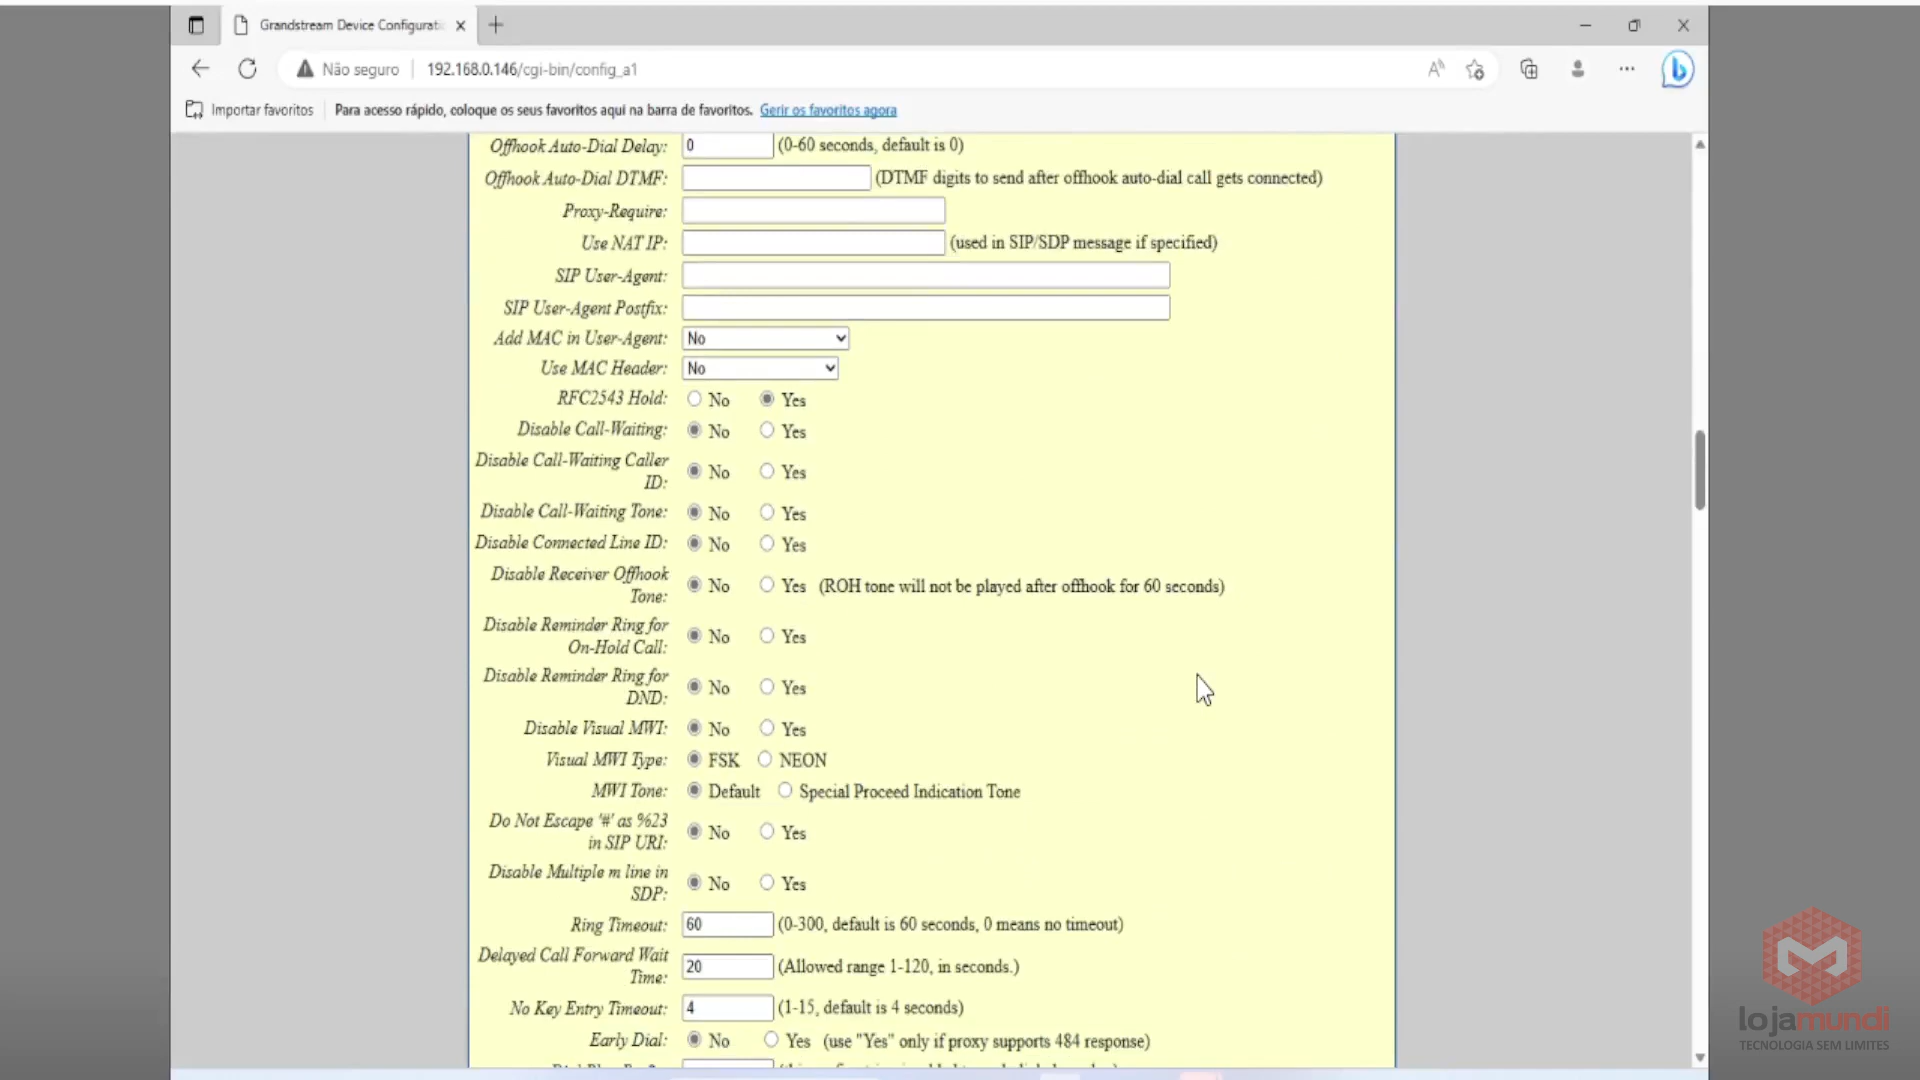 Grandstream Device Configurati
Não seguro 192.168.0.146/cgi-bin/config_a1
Importar favoritos Para acesso rápido, coloque os seus favoritos aqui na barra de favoritos. Gerir os favoritos agora
Offhook Auto-Dial Delay: 0 (0-60 seconds, default is 0)
Offhook Auto-Dial DTMF: (DTMF digits to send after offhook auto-dial call gets connected)
Proxy-Require:
Use NAT IP: (used in SIP/SDP message if specified)
SIP User-Agent:
SIP User-Agent Postfix:
Add MAC in User-Agent: No
Use MAC Header: No
RFC2543 Hold: No Yes
Disable Call-Waiting: No Yes
Disable Call-Waiting Caller
ID: No Yes
Disable Call-Waiting Tone: No Yes
Disable Connected Line ID: No Yes
Disable Receiver Offhook
Tone: No Yes (ROH tone will not be played after offhook for 60 seconds)
Disable Reminder Ring for
On-Hold Call: No Yes
Disable Reminder Ring for
DND: No Yes
Disable Visual MWI: No Yes
Visual MWI Type: FSK NEON
MWI Tone: Default Special Proceed Indication Tone
Do Not Escape '#' as %23
in SIP URI: No Yes
Disable Multiple m line in
SDP: No Yes
Ring Timeout: 60 (0-300, default is 60 seconds, 0 means no timeout)
Delayed Call Forward Wait
Time: 20 (Allowed range 1-120, in seconds.)
No Key Entry Timeout: 4 (1-15, default is 4 seconds)
Early Dial: No Yes (use "Yes" only if proxy supports 484 response)
lojamundi
TECNOLOGIA SEM LIMITES